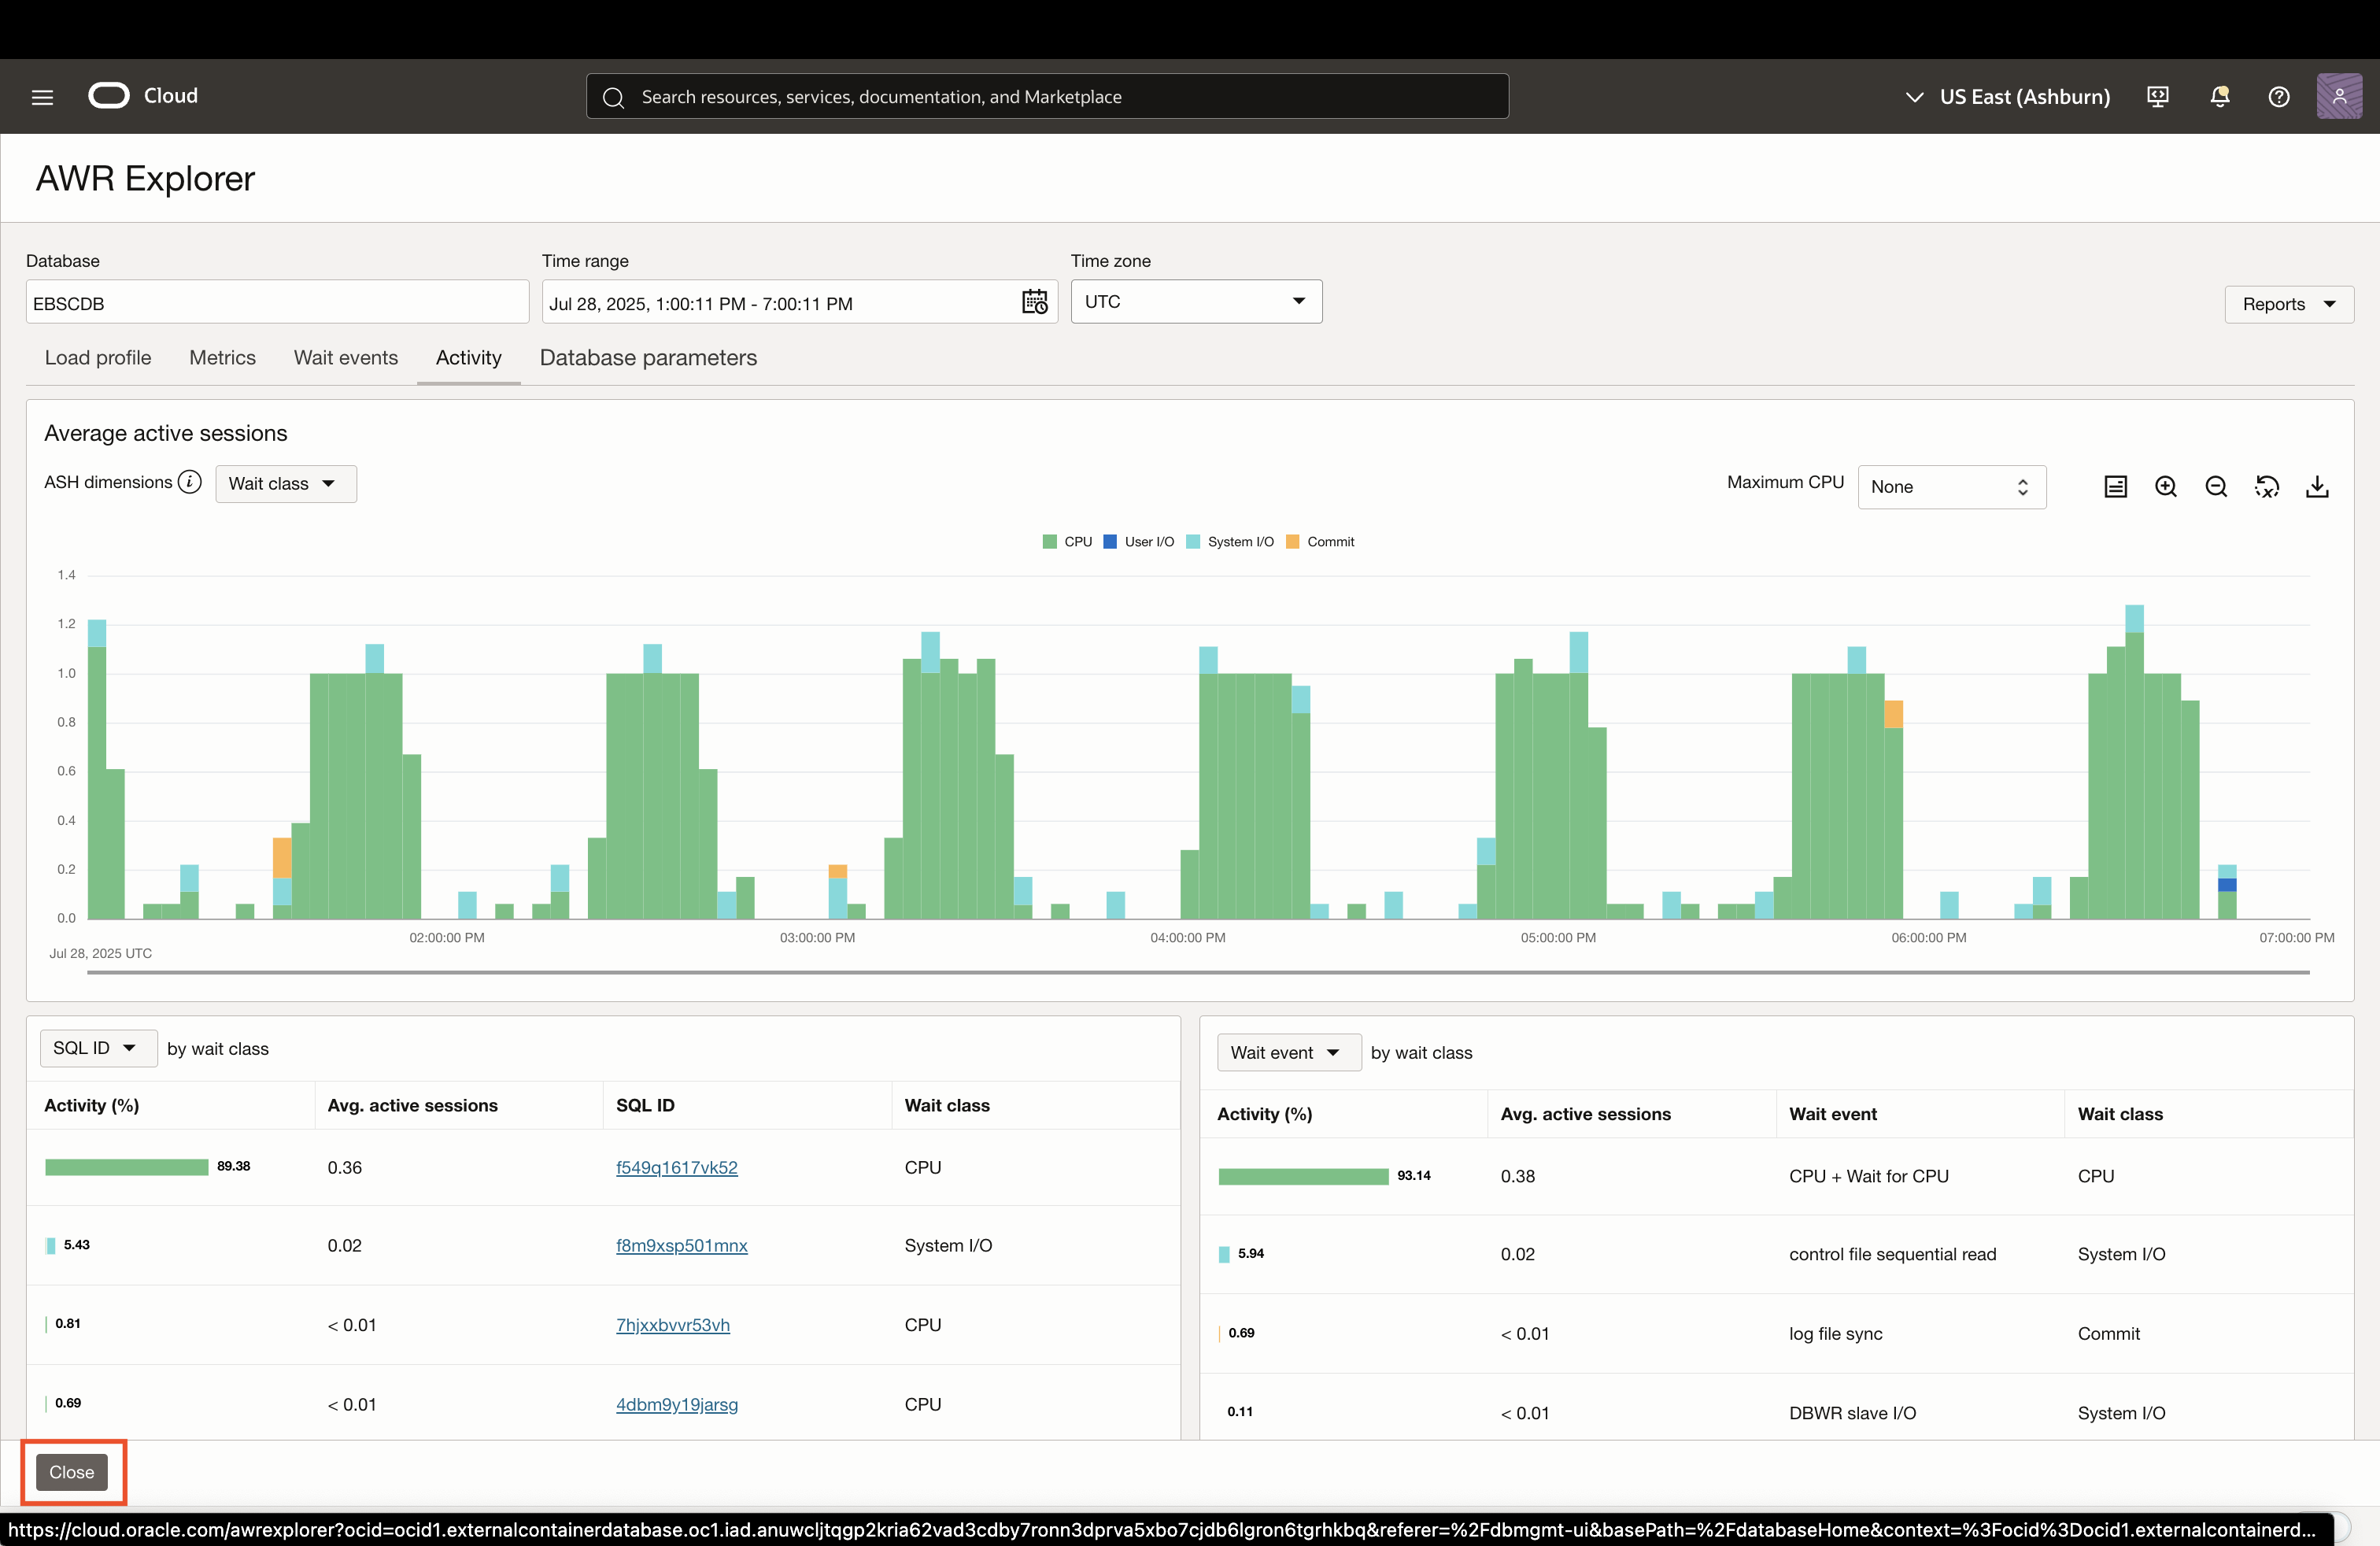 Cloud
Search resources, services, documentation, and Marketplace
US East (Ashburn)
AWR Explorer
Database
Time range
Time zone
EBSCDB
Jul 28, 2025, 1:00:11 PM - 7:00:11 PM
UTC
Reports
Load profile
Metrics
Wait events
Activity
Database parameters
Average active sessions
ASH dimensions
Wait class
Maximum CPU
None
CPU
User I/O
System I/O
Commit
1.4
1.2
1.0
0.8
0.6
0.4
0.2
0.0
02:00:00 PM
03:00:00 PM
04:00:00 PM
05:00:00 PM
06:00:00 PM
07:00:00 PM
Jul 28, 2025 UTC
SQL ID by wait class
Activity (%) Avg. active sessions SQL ID Wait class
89.38 0.36 f549q1617vk52 CPU
5.43 0.02 f8m9xsp501mnx System I/O
0.81 < 0.01 7hjxxbvvr53vh CPU
0.69 < 0.01 4dbm9y19jarsg CPU
Wait event by wait class
Activity (%) Avg. active sessions Wait event Wait class
93.14 0.38 CPU + Wait for CPU CPU
5.94 0.02 control file sequential read System I/O
0.69 < 0.01 log file sync Commit
0.11 < 0.01 DBWR slave I/O System I/O
Close
https://cloud.oracle.com/awrexplorer?ocid=ocid1.externalcontainerdatabase.oc1.iad.anuwcljtqgp2kria62vad3cdby7ronn3dprva5xbo7cjdb6lgron6tgrhkbq&referer=%2Fdbmgmt-ui&basePath=%2FdatabaseHome&context=%3Focid%3Docid1.externalcontainerd...